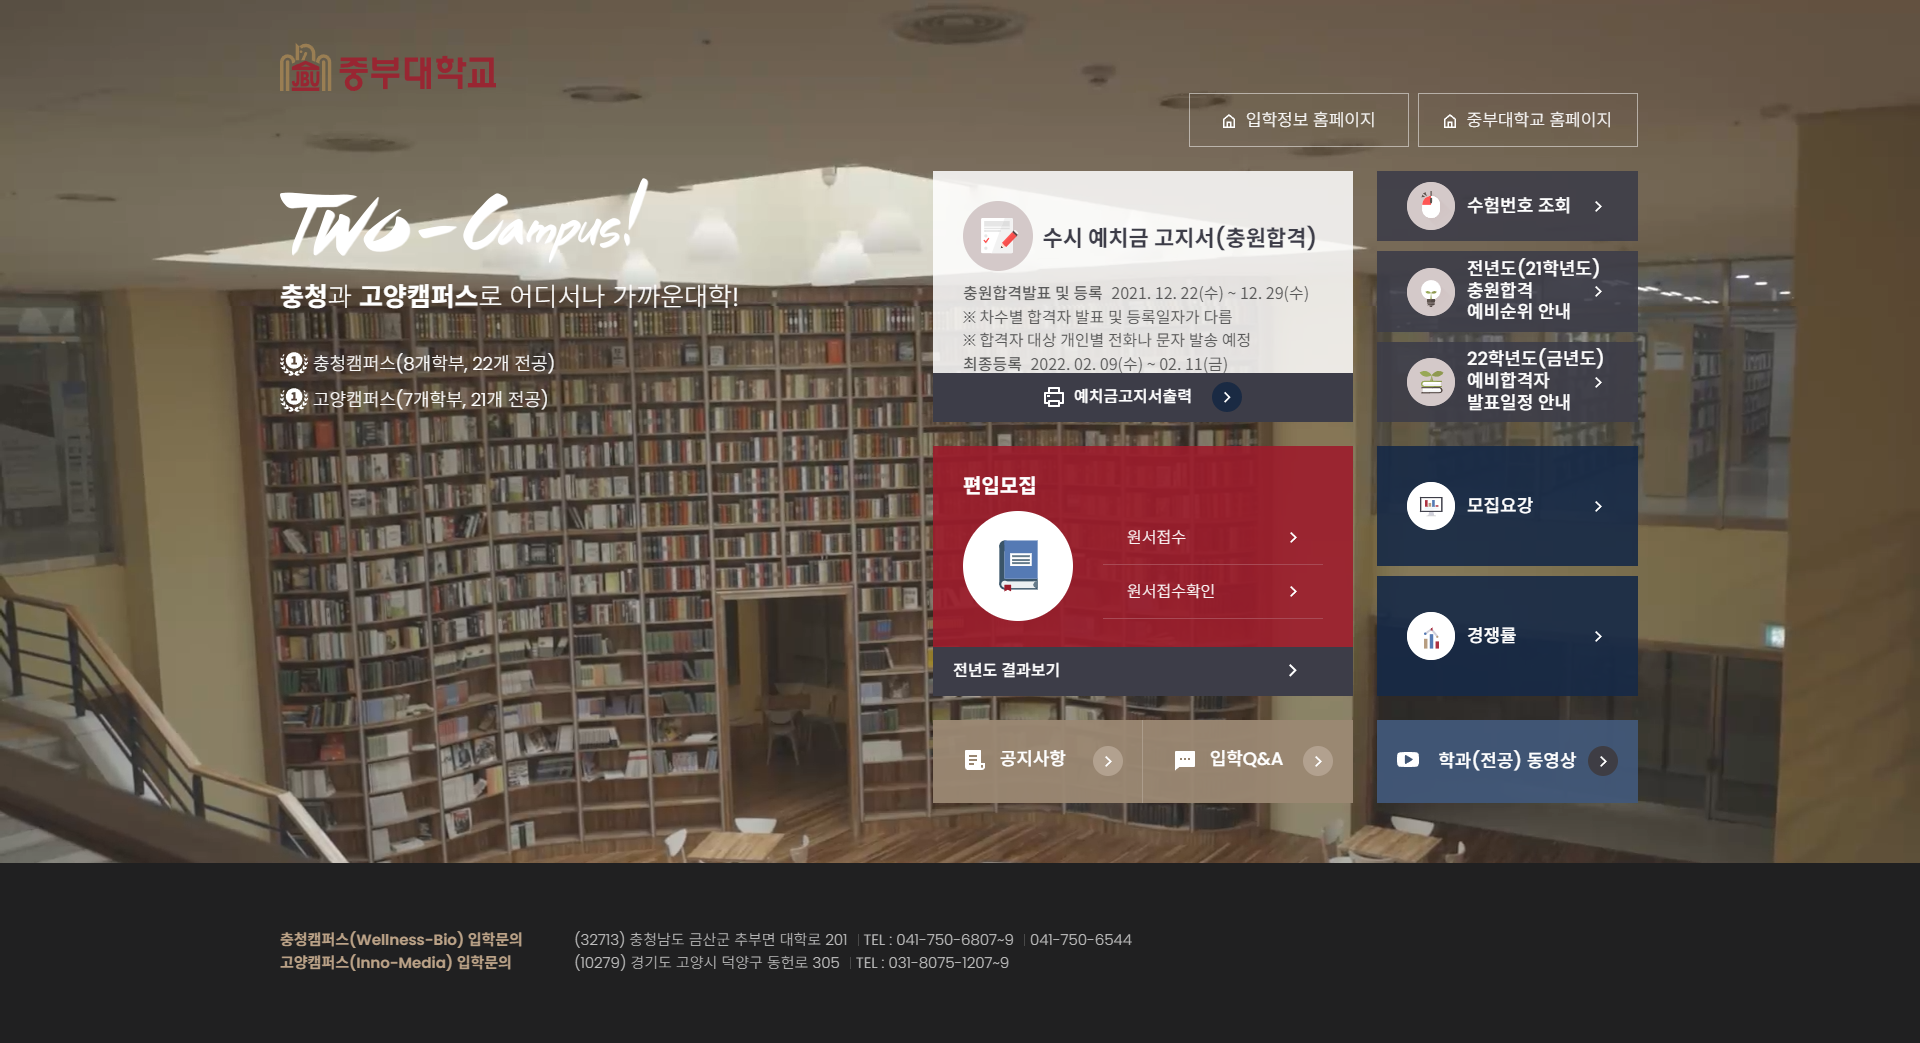 JBU 중부대학교
입학정보 홈페이지
중부대학교 홈페이지
Two-Campus!
충청과 고양캠퍼스로 어디서나 가까운대학!
1 충청캠퍼스(8개학부, 22개 전공)
1 고양캠퍼스(7개학부, 21개 전공)
수시 예치금 고지서(충원합격)
충원합격발표 및 등록 2021. 12. 22(수) ~ 12. 29(수)
※ 차수별 합격자 발표 및 등록일자가 다름
※ 합격자 대상 개인별 전화나 문자 발송 예정
최종등록 2022. 02. 09(수) ~ 02. 11(금)
예치금고지서출력
수험번호 조회
전년도(21학년도)
충원합격
예비순위 안내
22학년도(금년도)
예비합격자
발표일정 안내
편입모집
원서접수
원서접수확인
전년도 결과보기
모집요강
경쟁률
공지사항
입학Q&A
학과(전공) 동영상
충청캠퍼스(Wellness-Bio) 입학문의 (32713) 충청남도 금산군 추부면 대학로 201 | TEL : 041-750-6807~9 | 041-750-6544
고양캠퍼스(Inno-Media) 입학문의 (10279) 경기도 고양시 덕양구 동헌로 305 | TEL : 031-8075-1207~9